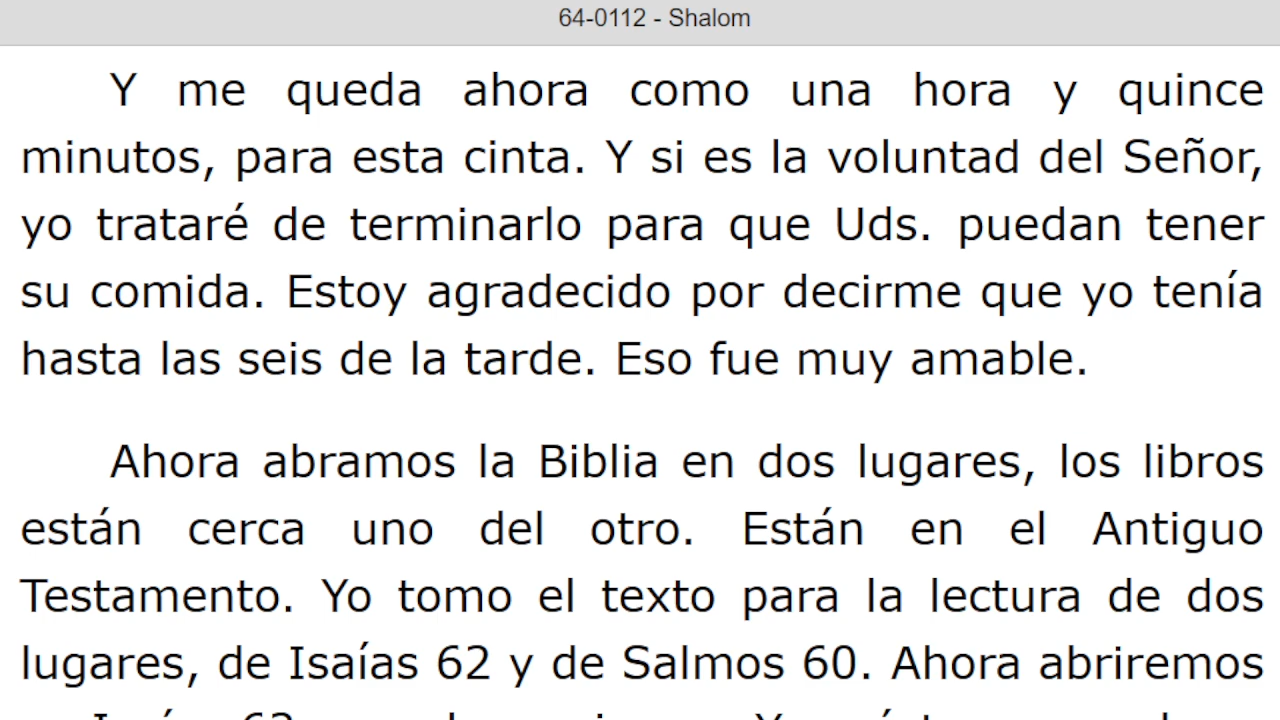 64-0112 - Shalom
Y me queda ahora como una hora y quince
minutos, para esta cinta. Y si es la voluntad del Señor,
yo trataré de terminarlo para que Uds. puedan tener
su comida. Estoy agradecido por decirme que yo tenía
hasta las seis de la tarde. Eso fue muy amable.
Ahora abramos la Biblia en dos lugares, los libros
están cerca uno del otro. Están en el Antiguo
Testamento. Yo tomo el texto para la lectura de dos
lugares, de Isaías 62 y de Salmos 60. Ahora abriremos